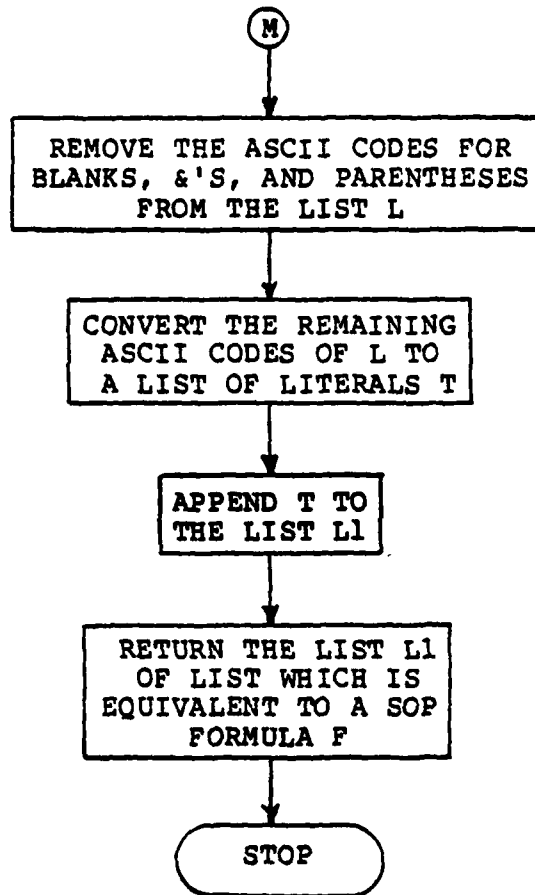 M
REMOVE THE ASCII CODES FOR
BLANKS, &'S, AND PARENTHESES
FROM THE LIST L
CONVERT THE REMAINING
ASCII CODES OF L TO
A LIST OF LITERALS T
APPEND T TO
THE LIST L1
RETURN THE LIST L1
OF LIST WHICH IS
EQUIVALENT TO A SOP
FORMULA F
STOP